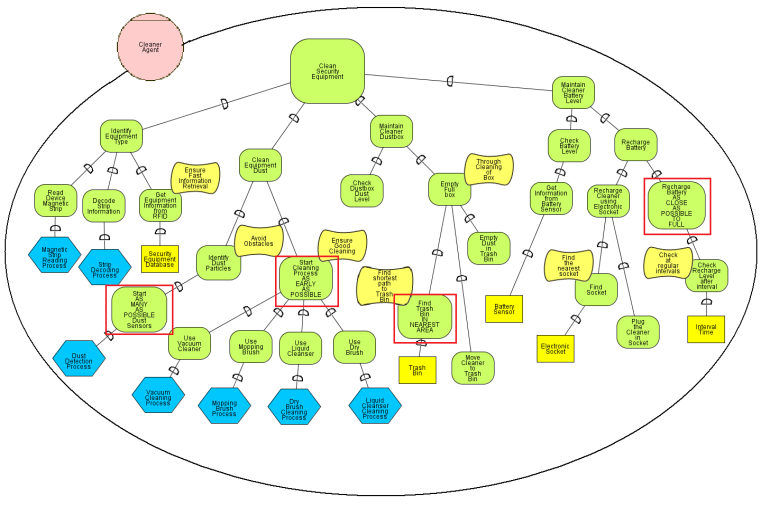 Cleaner
Agent
Clean
Security
Equipment
Maintain
Cleaner
Battery
Level
Identify
Equipment
Type
Maintain
Cleaner
Dustbox
Check
Battery
Level
Recharge
Battery
Clean
Equipment
Dust
Ensure
Fast
Information
Retrieval
Through
Cleaning
of
Box
Read
Device
Magnetic
Strip
Decode
Strip
Information
Get
Equipment
Information
from
RFID
Check
Dustbox
Dust
Level
Empty
Full
box
Get
Information
from
Battery
Sensor
Recharge
Cleaner
using
Electronic
Socket
Recharge
Battery
AS
CLOSE
AS
POSSIBLE
TO
FULL
Magnetic
Strip
Reading
Process
Strip
Decoding
Process
Security
Equipment
Database
Identify
Dust
Particles
Avoid
Obstacles
Ensure
Good
Cleaning
Start
Cleaning
Process
AS
EARLY
AS
POSSIBLE
Empty
Dust in
Trash
Bin
Find
the
nearest
socket
Check
at
regular
intervals
Check
Recharge
Level
after
interval
Start
AS
MANY
AS
POSSIBLE
Dust
Sensors
Find
shortest
path
to
Trash
Bin
Find
Trash
Bin
IN
NEAREST
AREA
Battery
Sensor
Find
Socket
Use
Vacuum
Cleaner
Use
Mopping
Brush
Use
Liquid
Cleanser
Use
Dry
Brush
Plug
the
Cleaner
in
Socket
Interval
Time
Dust
Detection
Process
Trash
Bin
Move
Cleaner
to
Trash
Bin
Electronic
Socket
Vacuum
Cleaning
Process
Mopping
Brush
Process
Dry
Brush
Cleaning
Process
Liquid
Cleanser
Cleaning
Process